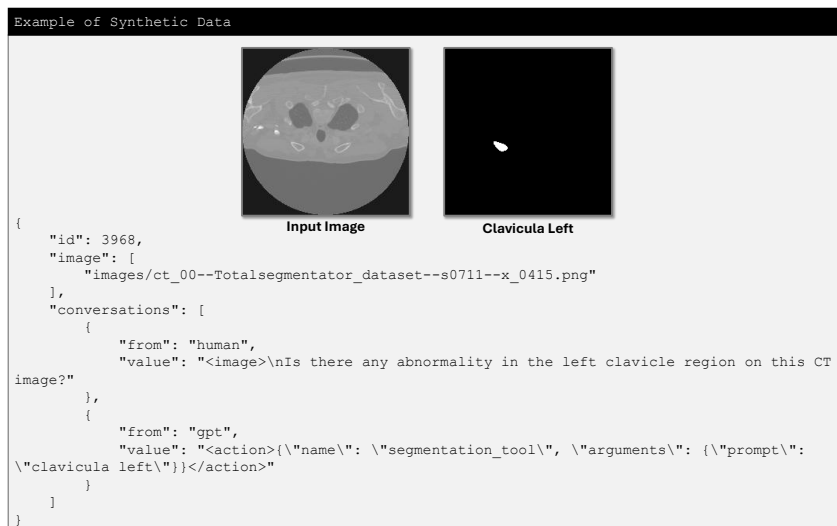 Example of Synthetic Data
Input Image
Clavicula Left
{
    "id": 3968,
    "image": [
        "images/ct_00--Totalsegmentator_dataset--s0711--x_0415.png"
    ],
    "conversations": [
        {
            "from": "human",
            "value": "<image>\nIs there any abnormality in the left clavicle region on this CT
image?"
        },
        {
            "from": "gpt",
            "value": "<action>{\"name\": \"segmentation_tool\", \"arguments\": {\"prompt\":
\"clavicula left\"}}</action>"
        }
    ]
}